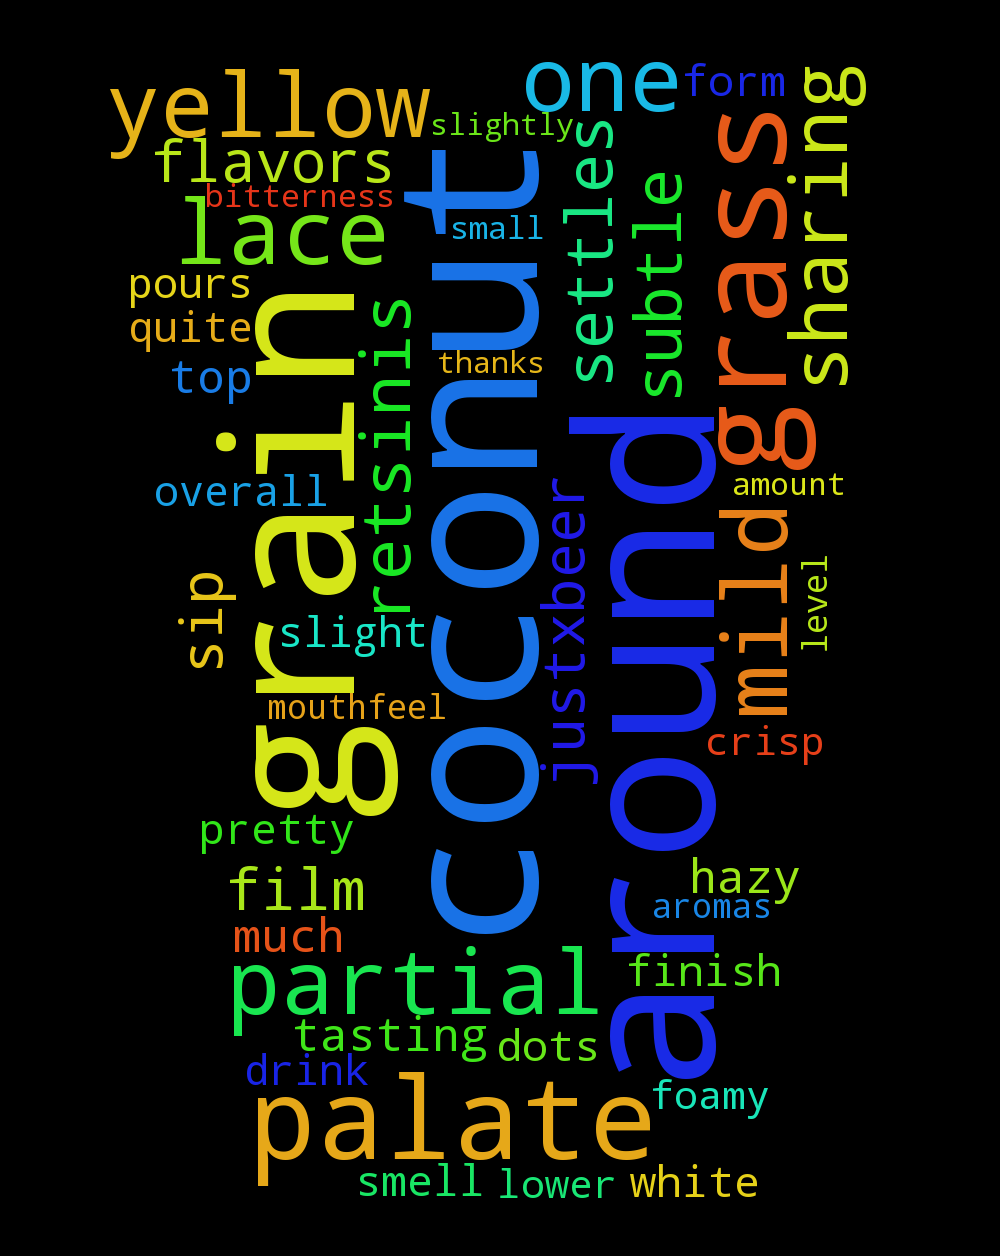 yellow
one
form
slightly
sharing
flavors
bitterness
lace
small
settles
subtle
grass
pours
quite
top
grain
retsinis
coconut
thanks
around
overall
justxbeer
amount
mild
level
sip
slight
mouthfeel
crisp
pretty
film
much
hazy
aromas
partial
finish
tasting
dots
drink
palate
foamy
smell
lower
white